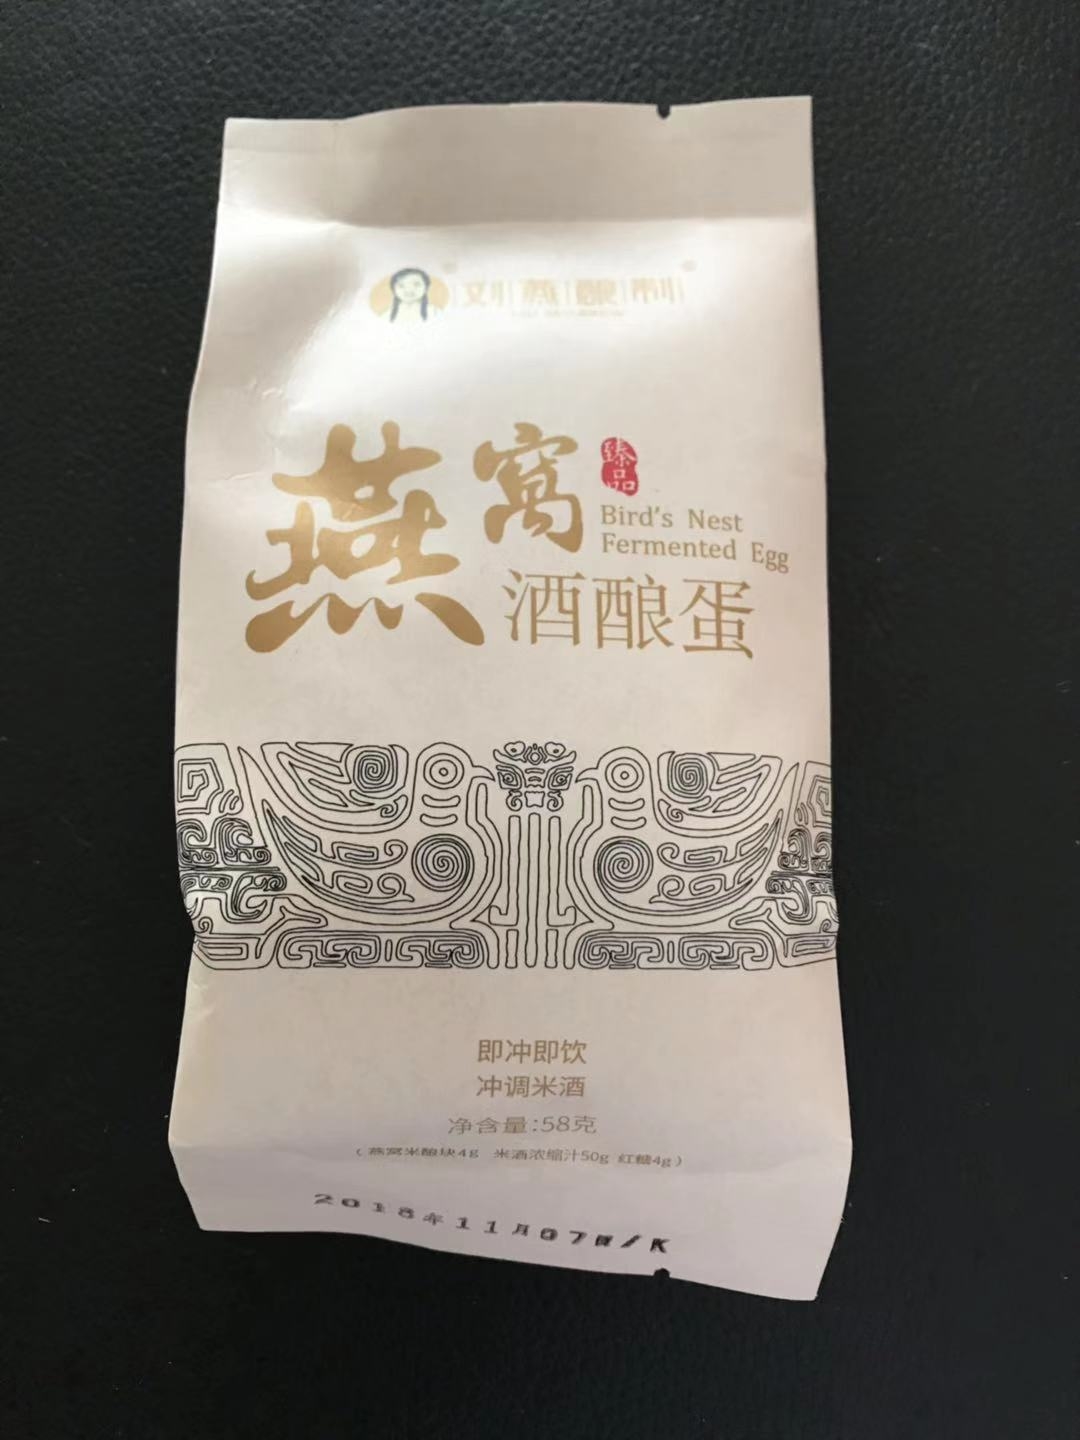 刘燕酿制
燕窝
臻品
Bird's Nest
Fermented Egg
酒酿蛋
即冲即饮
冲调米酒
净含量:58克
(燕窝米酿块4g 米酒浓缩汁50g 红糖4g)
2018年11月07日/K